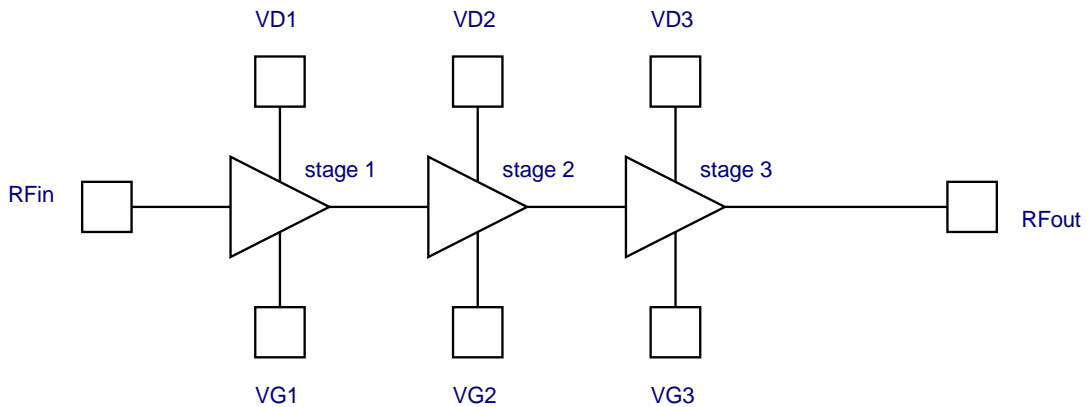 VD1
VD2
VD3
stage 1
stage 2
stage 3
RFin
RFout
VG1
VG2
VG3